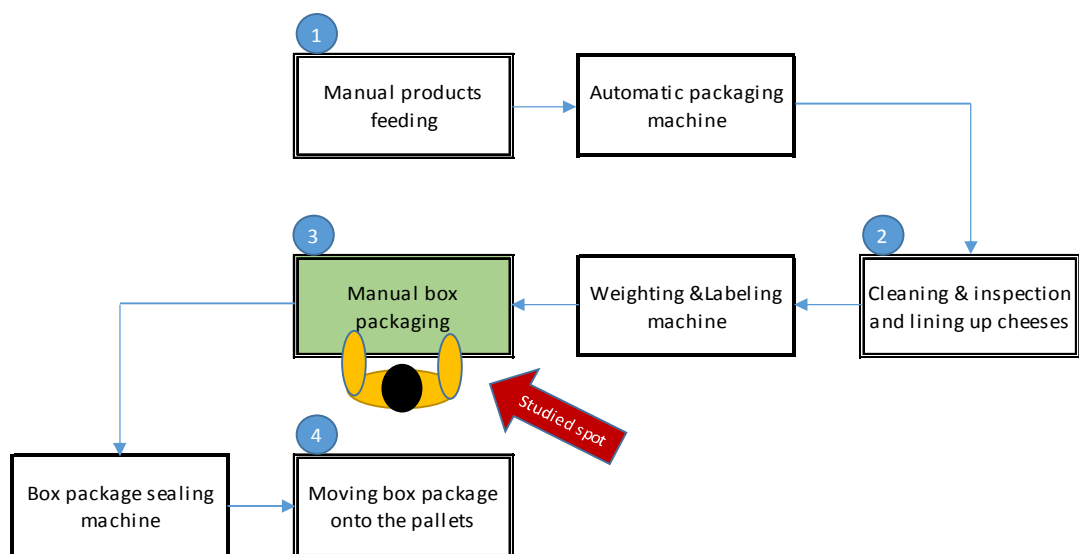 1
Manual products
feeding
Automatic packaging
machine
2
Cleaning & inspection
and lining up cheeses
Weighting &Labeling
machine
3
Manual box
packaging
Studied spot
Box package sealing
machine
4
Moving box package
onto the pallets